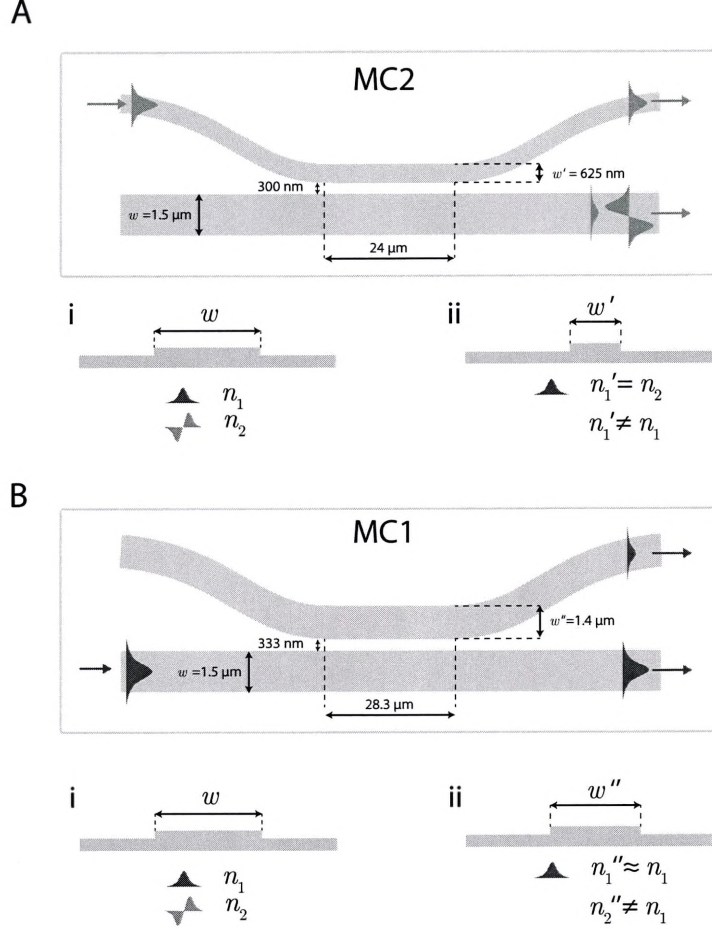 A
MC2
w' = 625 nm
300 nm
w =1.5 µm
24 µm
i
w
n₁
n₂
ii
w'
n₁'= n₂
n₁'≠ n₁
B
MC1
w''=1.4 µm
333 nm
w =1.5 µm
28.3 µm
i
w
n₁
n₂
ii
w''
n₁''≈ n₁
n₂''≠ n₁